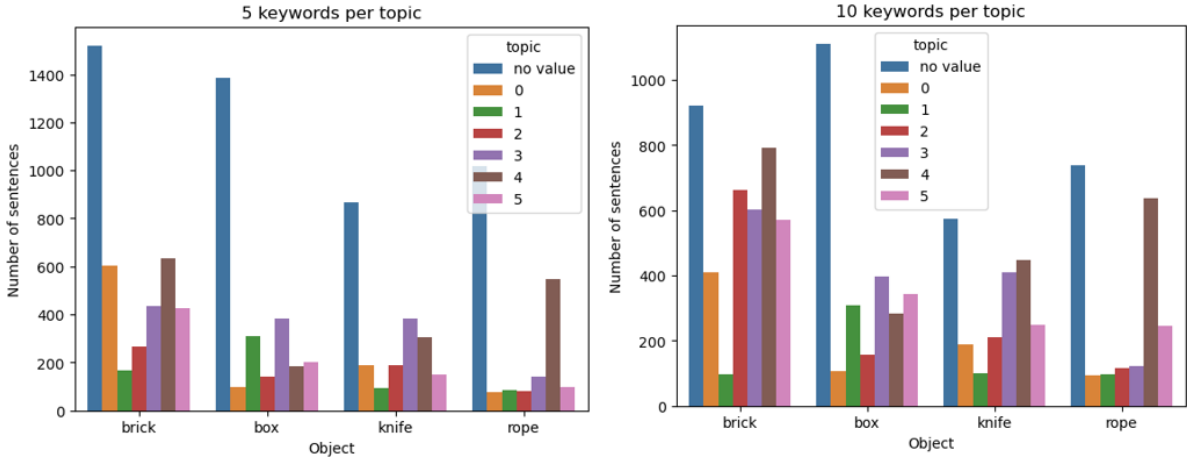 5 keywords per topic
Number of sentences
1400
1200
1000
800
600
400
200
0
topic
no value
0
1
2
3
4
5
brick box knife rope
Object
10 keywords per topic
Number of sentences
1000
800
600
400
200
0
topic
no value
0
1
2
3
4
5
brick box knife rope
Object